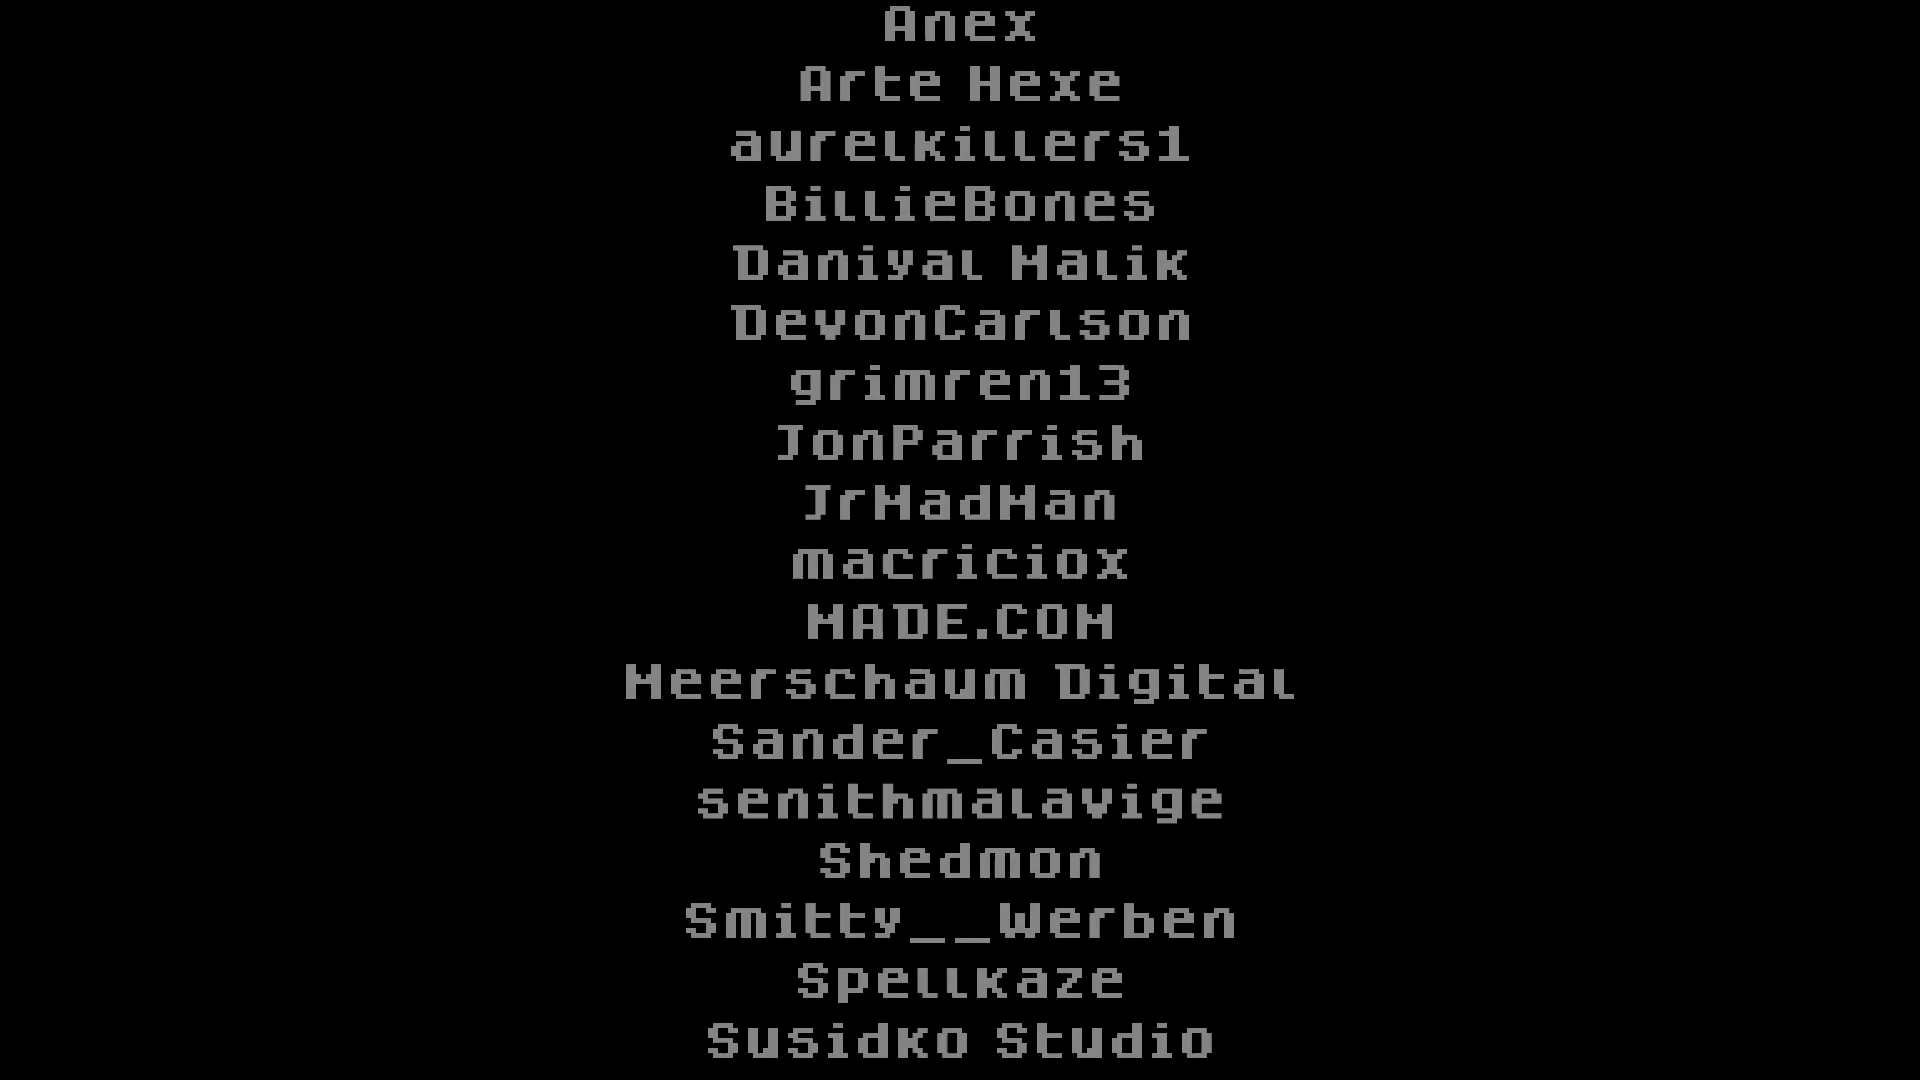 Anex
Arte Hexe
aurelkillers1
BillieBones
Daniyal Malik
DevonCarlson
grimren13
JonParrish
JrMadMan
macriciox
MADE.COM
Meerschaum Digital
Sander_Casier
senithmalavige
Shedmon
Smitty__Werben
Spellkaze
Susidko Studio